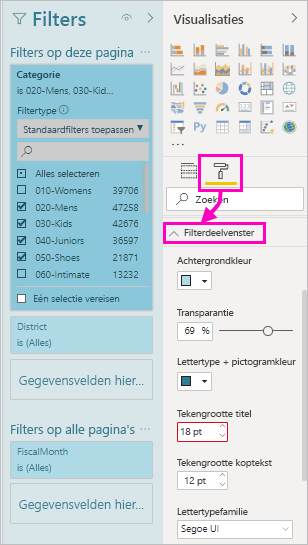 Filters
Filters op deze pagina ...
Categorie
is 020-Mens, 030-Kid...
Filtertype
Standaardfilters toepassen
Alles selecteren
010-Womens 39706
020-Mens 47258
030-Kids 42676
040-Juniors 36597
050-Shoes 21871
060-Intimate 13232
Eén selectie vereisen
District
is (Alles)
Gegevensvelden hier...
Filters op alle pagina's ...
FiscalMonth
is (Alles)
Gegevensvelden hier...
Visualisaties
Py
...
Zoeken
Filterdeelvenster
Achtergrondkleur
Transparantie
69 %
Lettertype + pictogramkleur
Tekengrootte titel
18 pt
Tekengrootte koptekst
12 pt
Lettertypefamilie
Segoe UI